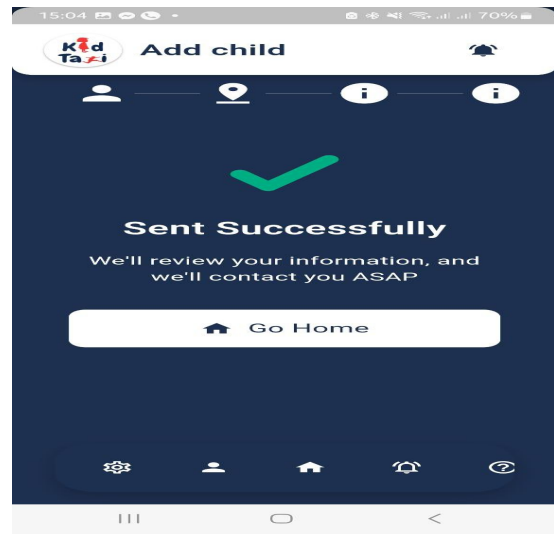 15:04
70%
Kid
Taxi
Add child
Sent Successfully
We'll review your information, and
we'll contact you ASAP
Go Home